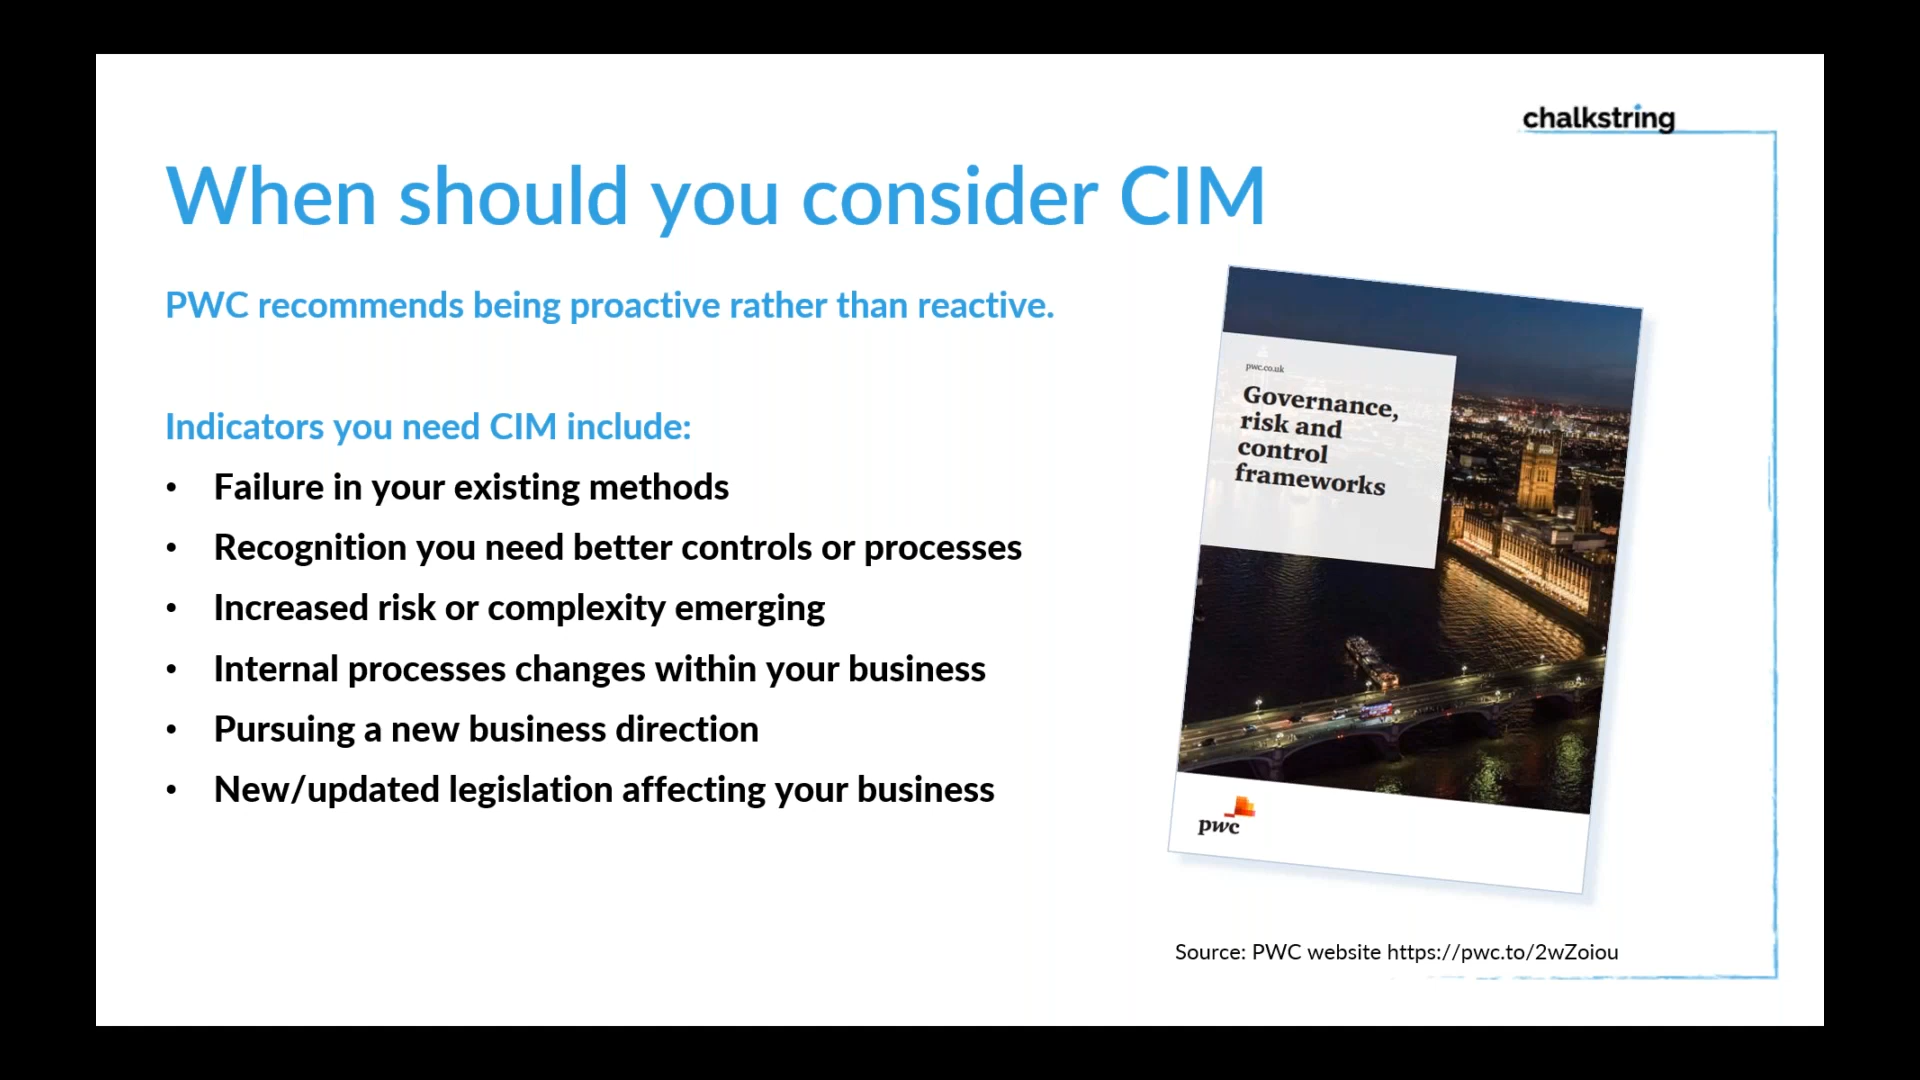 chalkstring
When should you consider CIM
PWC recommends being proactive rather than reactive.
Indicators you need CIM include:
• Failure in your existing methods
• Recognition you need better controls or processes
• Increased risk or complexity emerging
• Internal processes changes within your business
• Pursuing a new business direction
• New/updated legislation affecting your business
pwc.co.uk
Governance,
risk and
control
frameworks
pwc
Source: PWC website https://pwc.to/2wZoiou